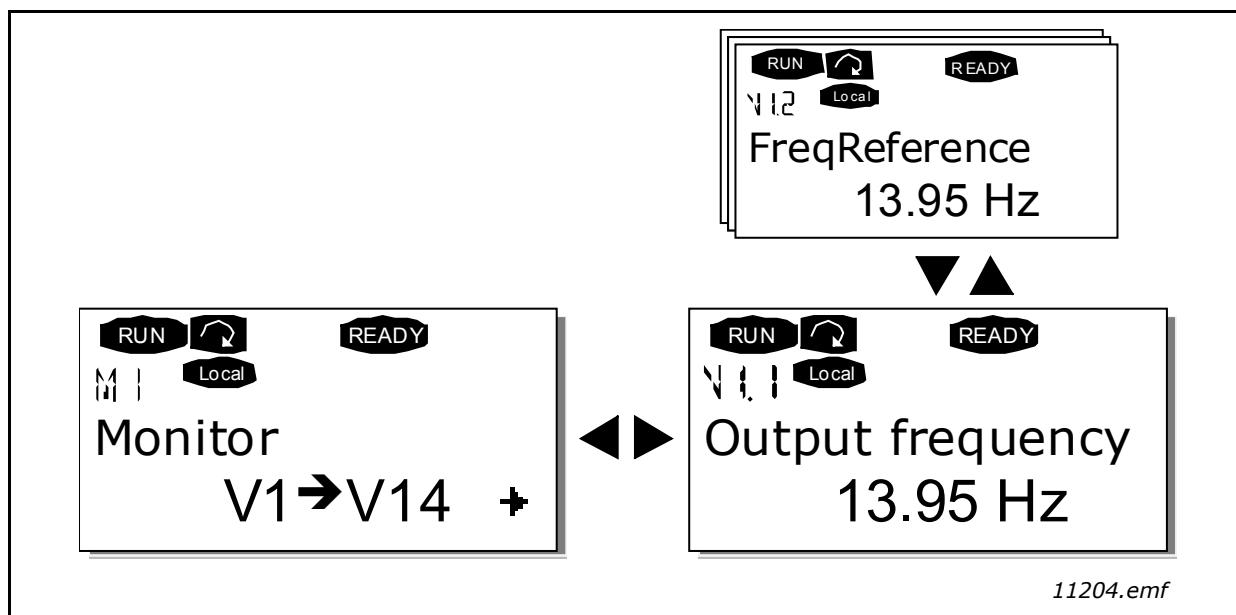 RUN READY
V1.2 Local
FreqReference
13.95 Hz
RUN READY
M1 Local
Monitor
V1➔V14
RUN READY
V1.1 Local
Output frequency
13.95 Hz
11204.emf